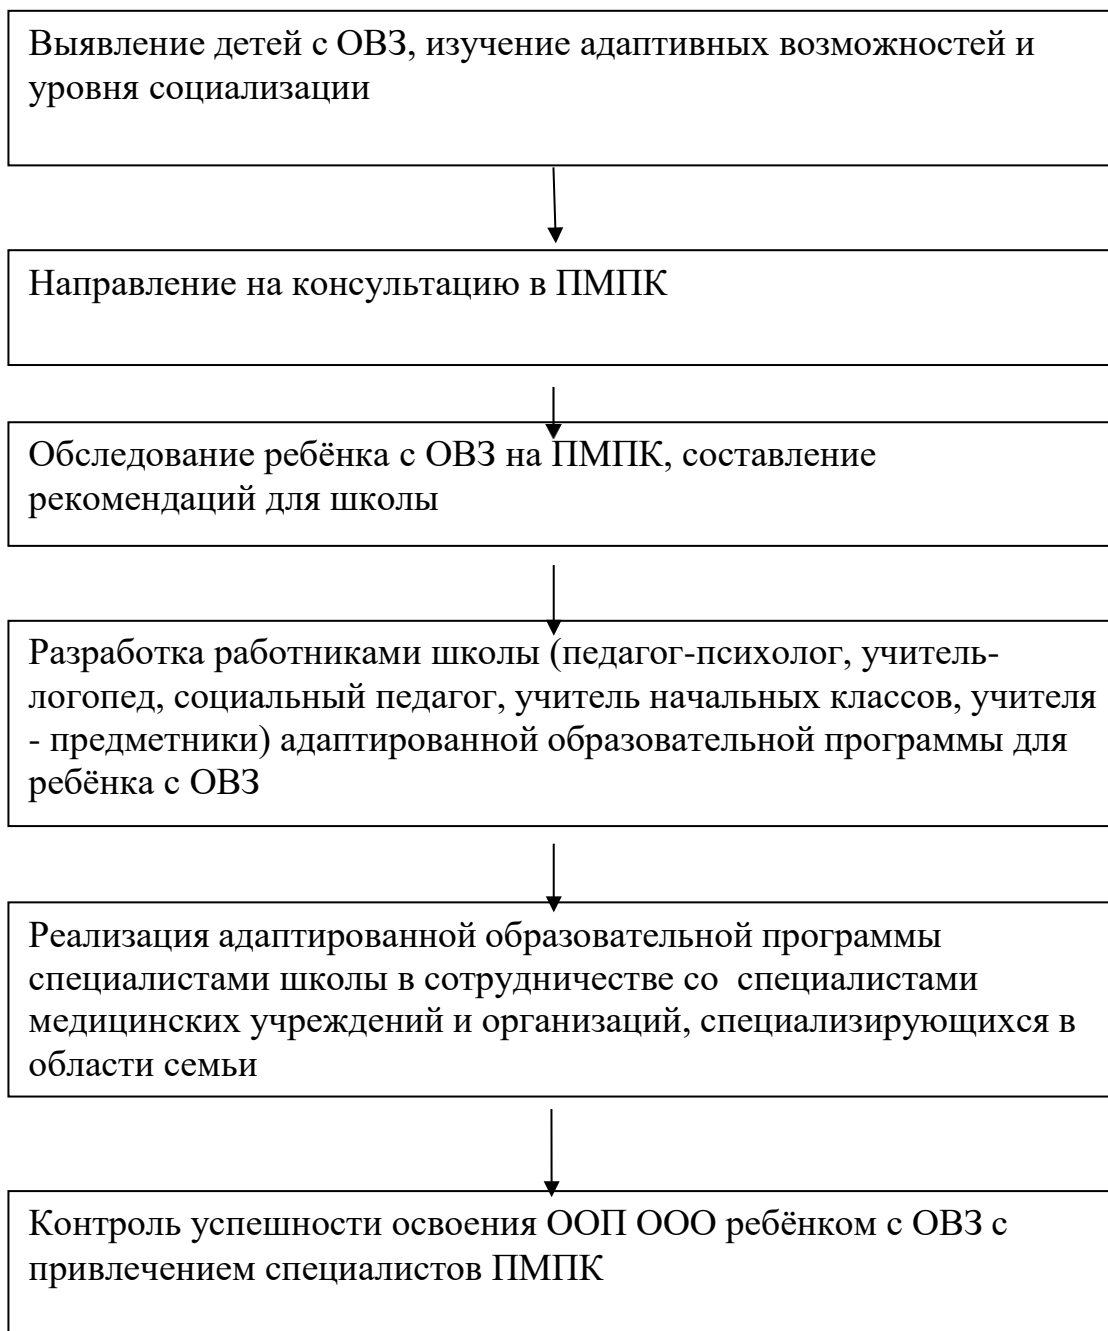 Выявление детей с ОВЗ, изучение адаптивных возможностей и
уровня социализации
Направление на консультацию в ПМПК
Обследование ребёнка с ОВЗ на ПМПК, составление
рекомендаций для школы
Разработка работниками школы (педагог-психолог, учитель-
логопед, социальный педагог, учитель начальных классов, учителя
- предметники) адаптированной образовательной программы для
ребёнка с ОВЗ
Реализация адаптированной образовательной программы
специалистами школы в сотрудничестве со  специалистами
медицинских учреждений и организаций, специализирующихся в
области семьи
Контроль успешности освоения ООП ООО ребёнком с ОВЗ с
привлечением специалистов ПМПК